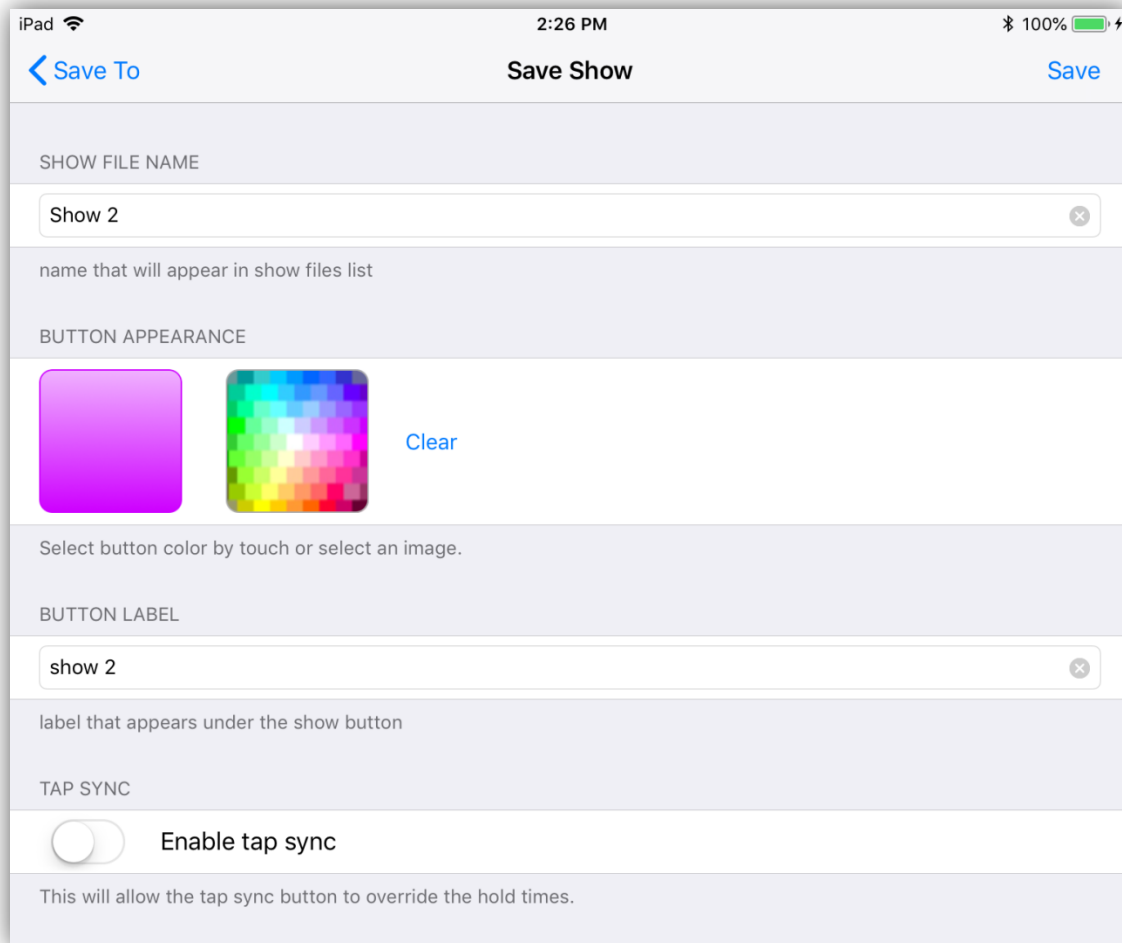 iPad 2:26 PM 100%
Save To Save Show Save
SHOW FILE NAME
Show 2
name that will appear in show files list
BUTTON APPEARANCE
Clear
Select button color by touch or select an image.
BUTTON LABEL
show 2
label that appears under the show button
TAP SYNC
Enable tap sync
This will allow the tap sync button to override the hold times.